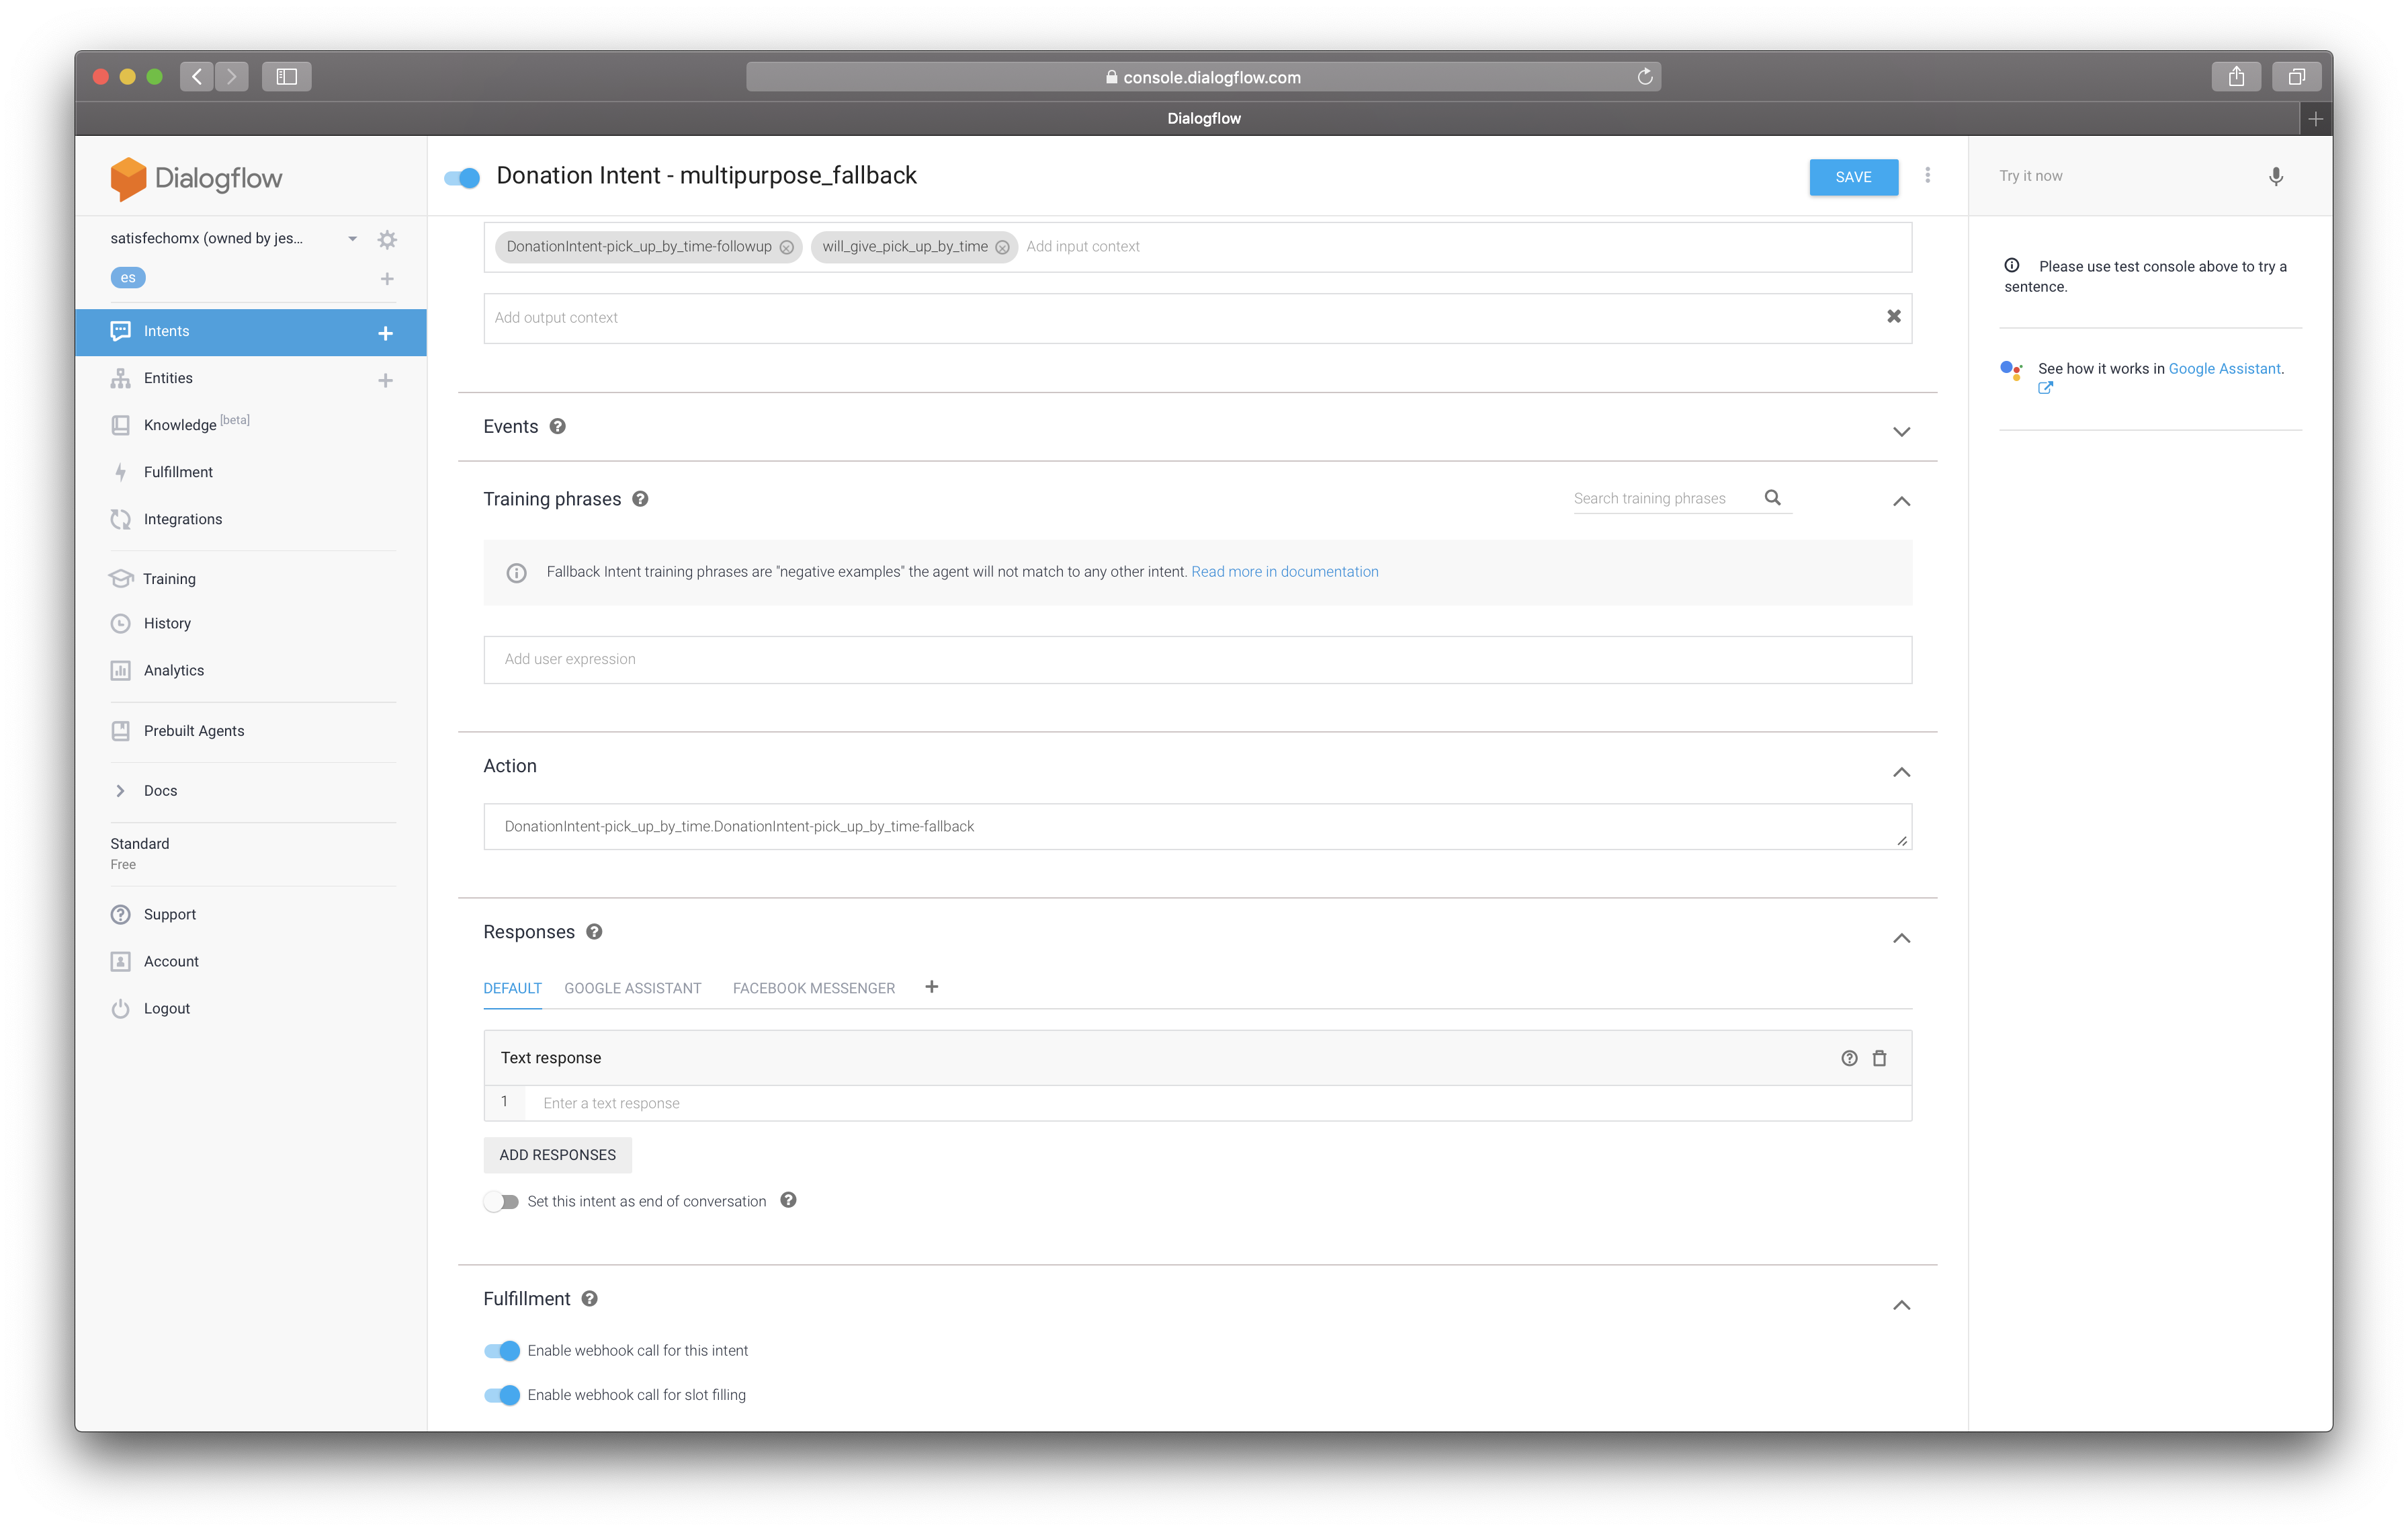 console.dialogflow.com
Dialogflow
Dialogflow
Donation Intent - multipurpose_fallback
SAVE
Try it now
satisfechomx (owned by jes...
es
Intents
Entities
Knowledge [beta]
Fulfillment
Integrations
Training
History
Analytics
Prebuilt Agents
Docs
Standard
Free
Support
Account
Logout
DonationIntent-pick_up_by_time-followup will_give_pick_up_by_time Add input context
Add output context
Events
Training phrases
Search training phrases
Fallback Intent training phrases are "negative examples" the agent will not match to any other intent. Read more in documentation
Add user expression
Action
DonationIntent-pick_up_by_time.DonationIntent-pick_up_by_time-fallback
Responses
DEFAULT GOOGLE ASSISTANT FACEBOOK MESSENGER
Text response
1 Enter a text response
ADD RESPONSES
Set this intent as end of conversation
Fulfillment
Enable webhook call for this intent
Enable webhook call for slot filling
Please use test console above to try a
sentence.
See how it works in Google Assistant.